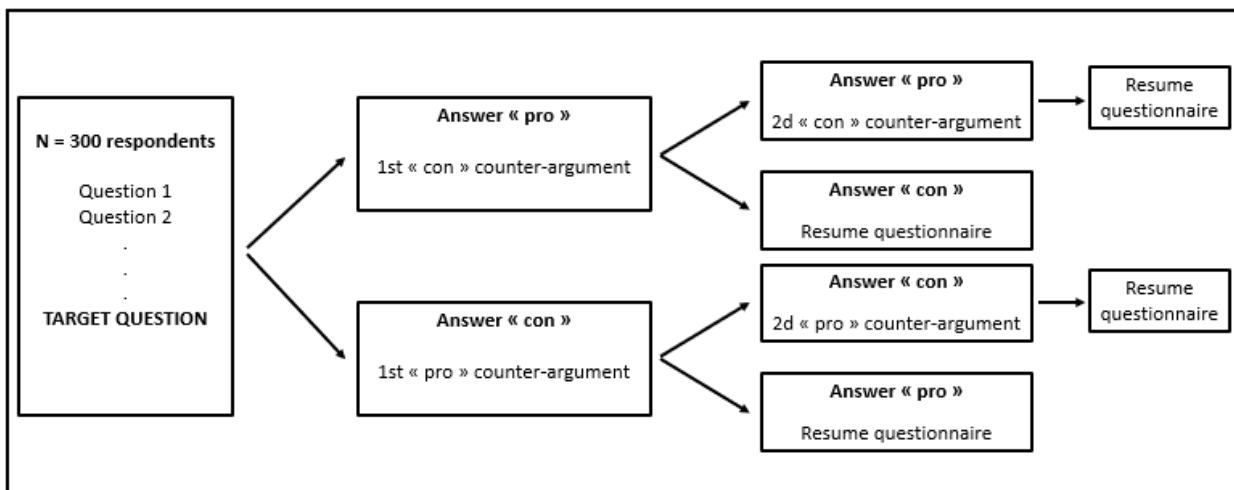 N = 300 respondents
Question 1
Question 2
.
.
.
TARGET QUESTION
Answer « pro »
1st « con » counter-argument
Answer « con »
1st « pro » counter-argument
Answer « pro »
2d « con » counter-argument
Answer « con »
Resume questionnaire
Answer « con »
2d « pro » counter-argument
Answer « pro »
Resume questionnaire
Resume
questionnaire
Resume
questionnaire